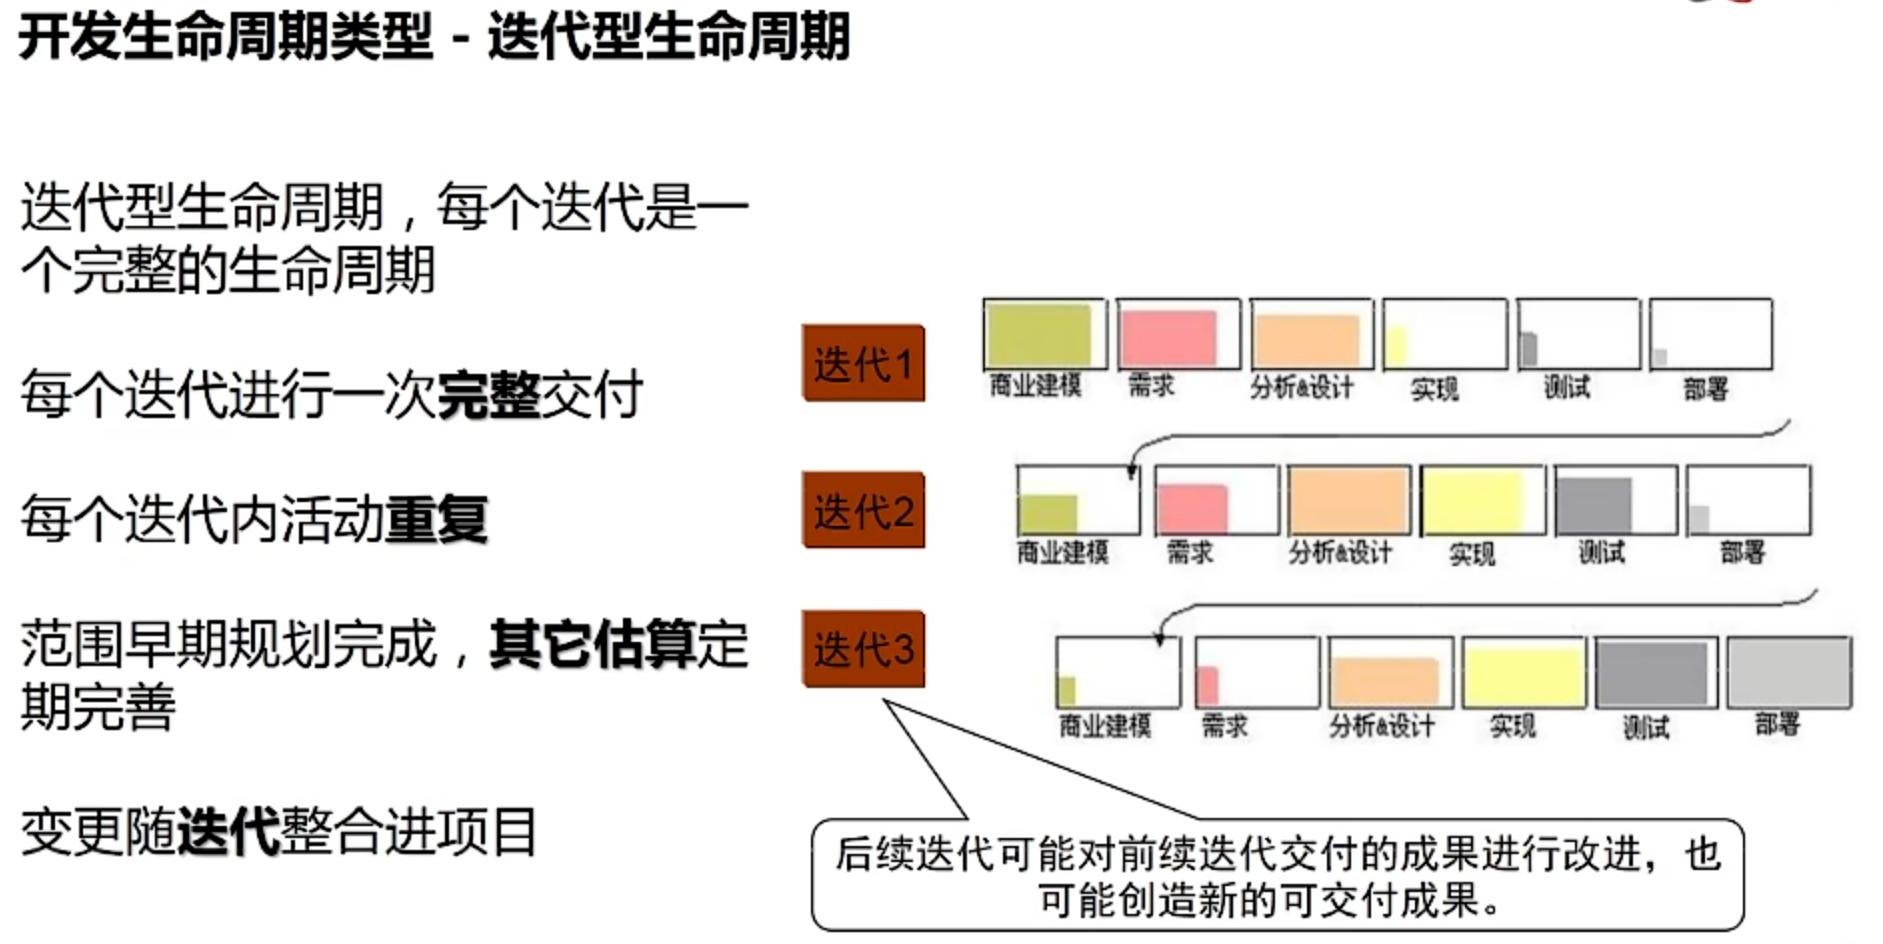 开发生命周期类型 - 迭代型生命周期
迭代型生命周期，每个迭代是一
个完整的生命周期
每个迭代进行一次完整交付
每个迭代内活动重复
范围早期规划完成，其它估算定
期完善
变更随迭代整合进项目
迭代1
商业建模 需求 分析&设计 实现 测试 部署
迭代2
商业建模 需求 分析&设计 实现 测试 部署
迭代3
商业建模 需求 分析&设计 实现 测试 部署
后续迭代可能对前续迭代交付的成果进行改进，也
可能创造新的可交付成果。